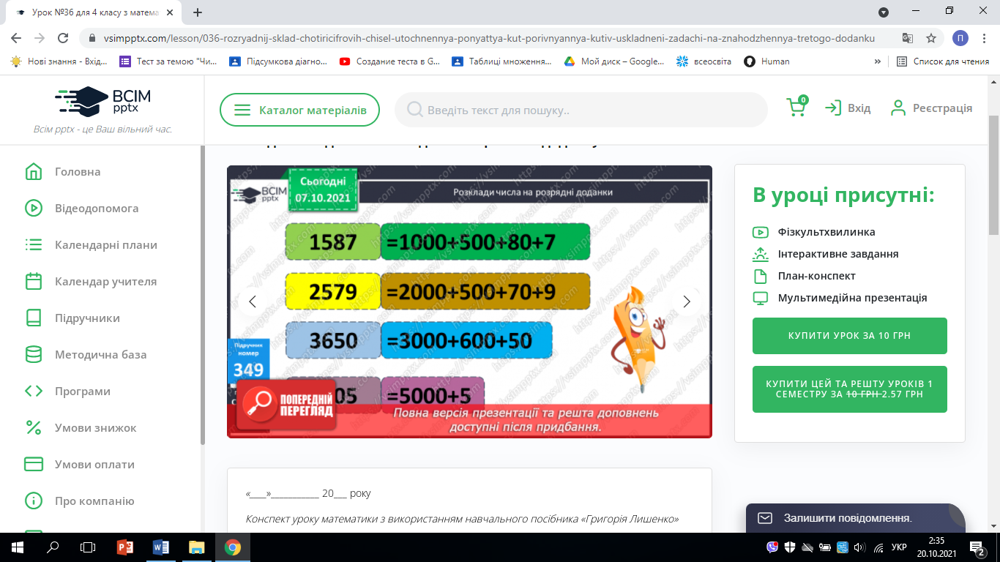 Урок №36 для 4 класу з матема
vsimpptx.com/lesson/036-rozryadnij-sklad-chotiricifrovih-chisel-utochnennya-ponyattya-kut-porivnyannya-kutiv-uskladneni-zadachi-na-znahodzhennya-tretogo-dodanku
П
Нові знання - Вхід... Тест за темою "Чи... Підсумкова діагно... Создание теста в G... Таблиці множення... Мой диск – Google... всеосвіта Human » Список для чтения
ВСІМ
pptx
Всім pptx - це Ваш вільний час.
Каталог матеріалів
Введіть текст для пошуку..
0
Вхід
Реєстрація
Головна
Відеодопомога
Календарні плани
Календар учителя
Підручники
Методична база
Програми
Умови знижок
Умови оплати
Про компанію
ВСІМ
pptx
Сьогодні
07.10.2021
Розклади числа на розрядні доданки
1587 =1000+500+80+7
2579 =2000+500+70+9
3650 =3000+600+50
05 =5000+5
Підручник
номер
349
ПОПЕРЕДНІЙ
ПЕРЕГЛЯД
Повна версія презентації та решта доповнень
доступні після придбання.
https://vsimpptx.com
В уроці присутні:
Фізкультхвилинка
Інтерактивне завдання
План-конспект
Мультимедійна презентація
КУПИТИ УРОК ЗА 10 ГРН
КУПИТИ ЦЕЙ ТА РЕШТУ УРОКІВ 1
СЕМЕСТРУ ЗА 10 ГРН 2.57 ГРН
«____»___________ 20___ року
Конспект уроку математики з використанням навчального посібника «Григорія Лишенко»
Залишити повідомлення.
УКР
2:35
20.10.2021
2